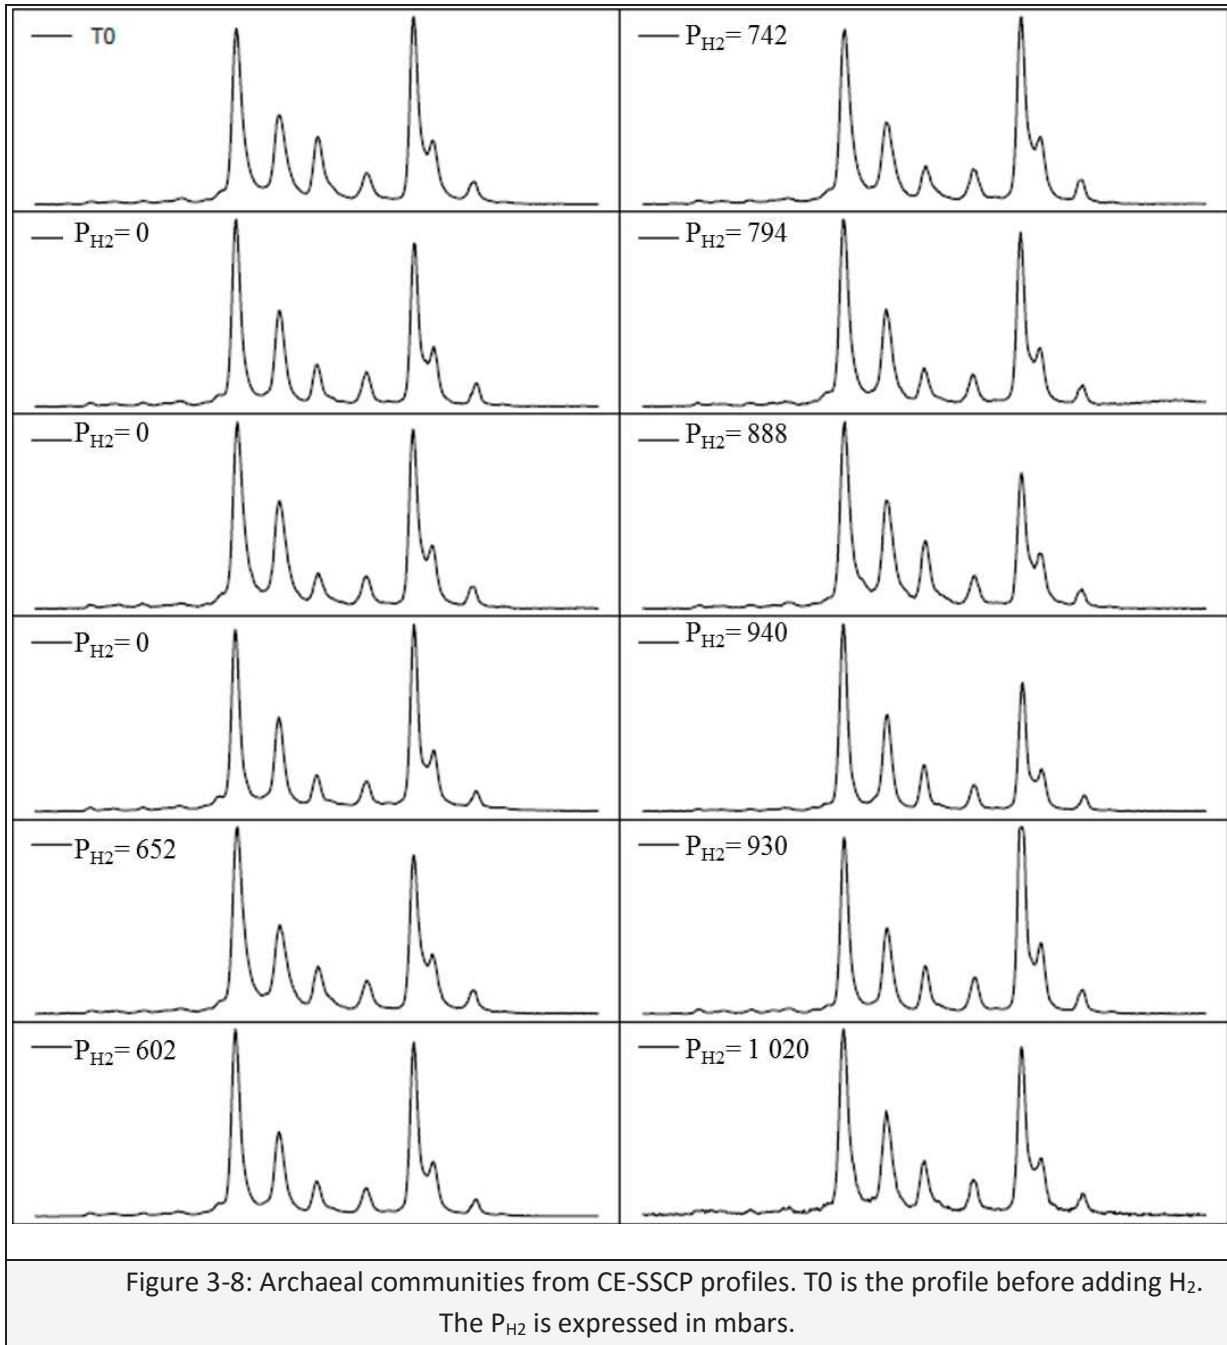 T0
P_H2= 0
P_H2= 0
P_H2= 0
P_H2= 652
P_H2= 602
P_H2= 742
P_H2= 794
P_H2= 888
P_H2= 940
P_H2= 930
P_H2= 1 020
Figure 3-8: Archaeal communities from CE-SSCP profiles. T0 is the profile before adding H₂.
The P_H2 is expressed in mbars.